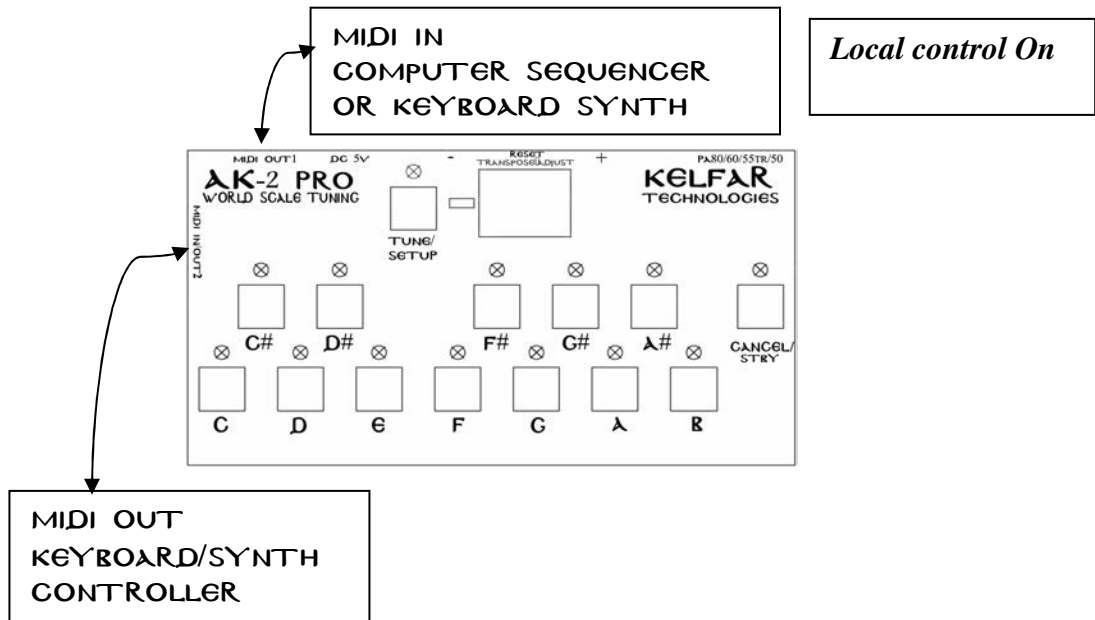 MIDI IN
COMPUTER SEQUENCER
OR KEYBOARD SYNTH
Local control On
MIDI OUT1 DC 5V - RESET + PA80/60/55TR/50
TRANSPOSE/ADJUST
AK-2 PRO
WORLD SCALE TUNING
KELFAR
TECHNOLOGIES
MIDI IN/OUT2
TUNE/
SETUP
C# D# F# G# A#
CANCEL/
STBY
C D E F G A B
MIDI OUT
KEYBOARD/SYNTH
CONTROLLER